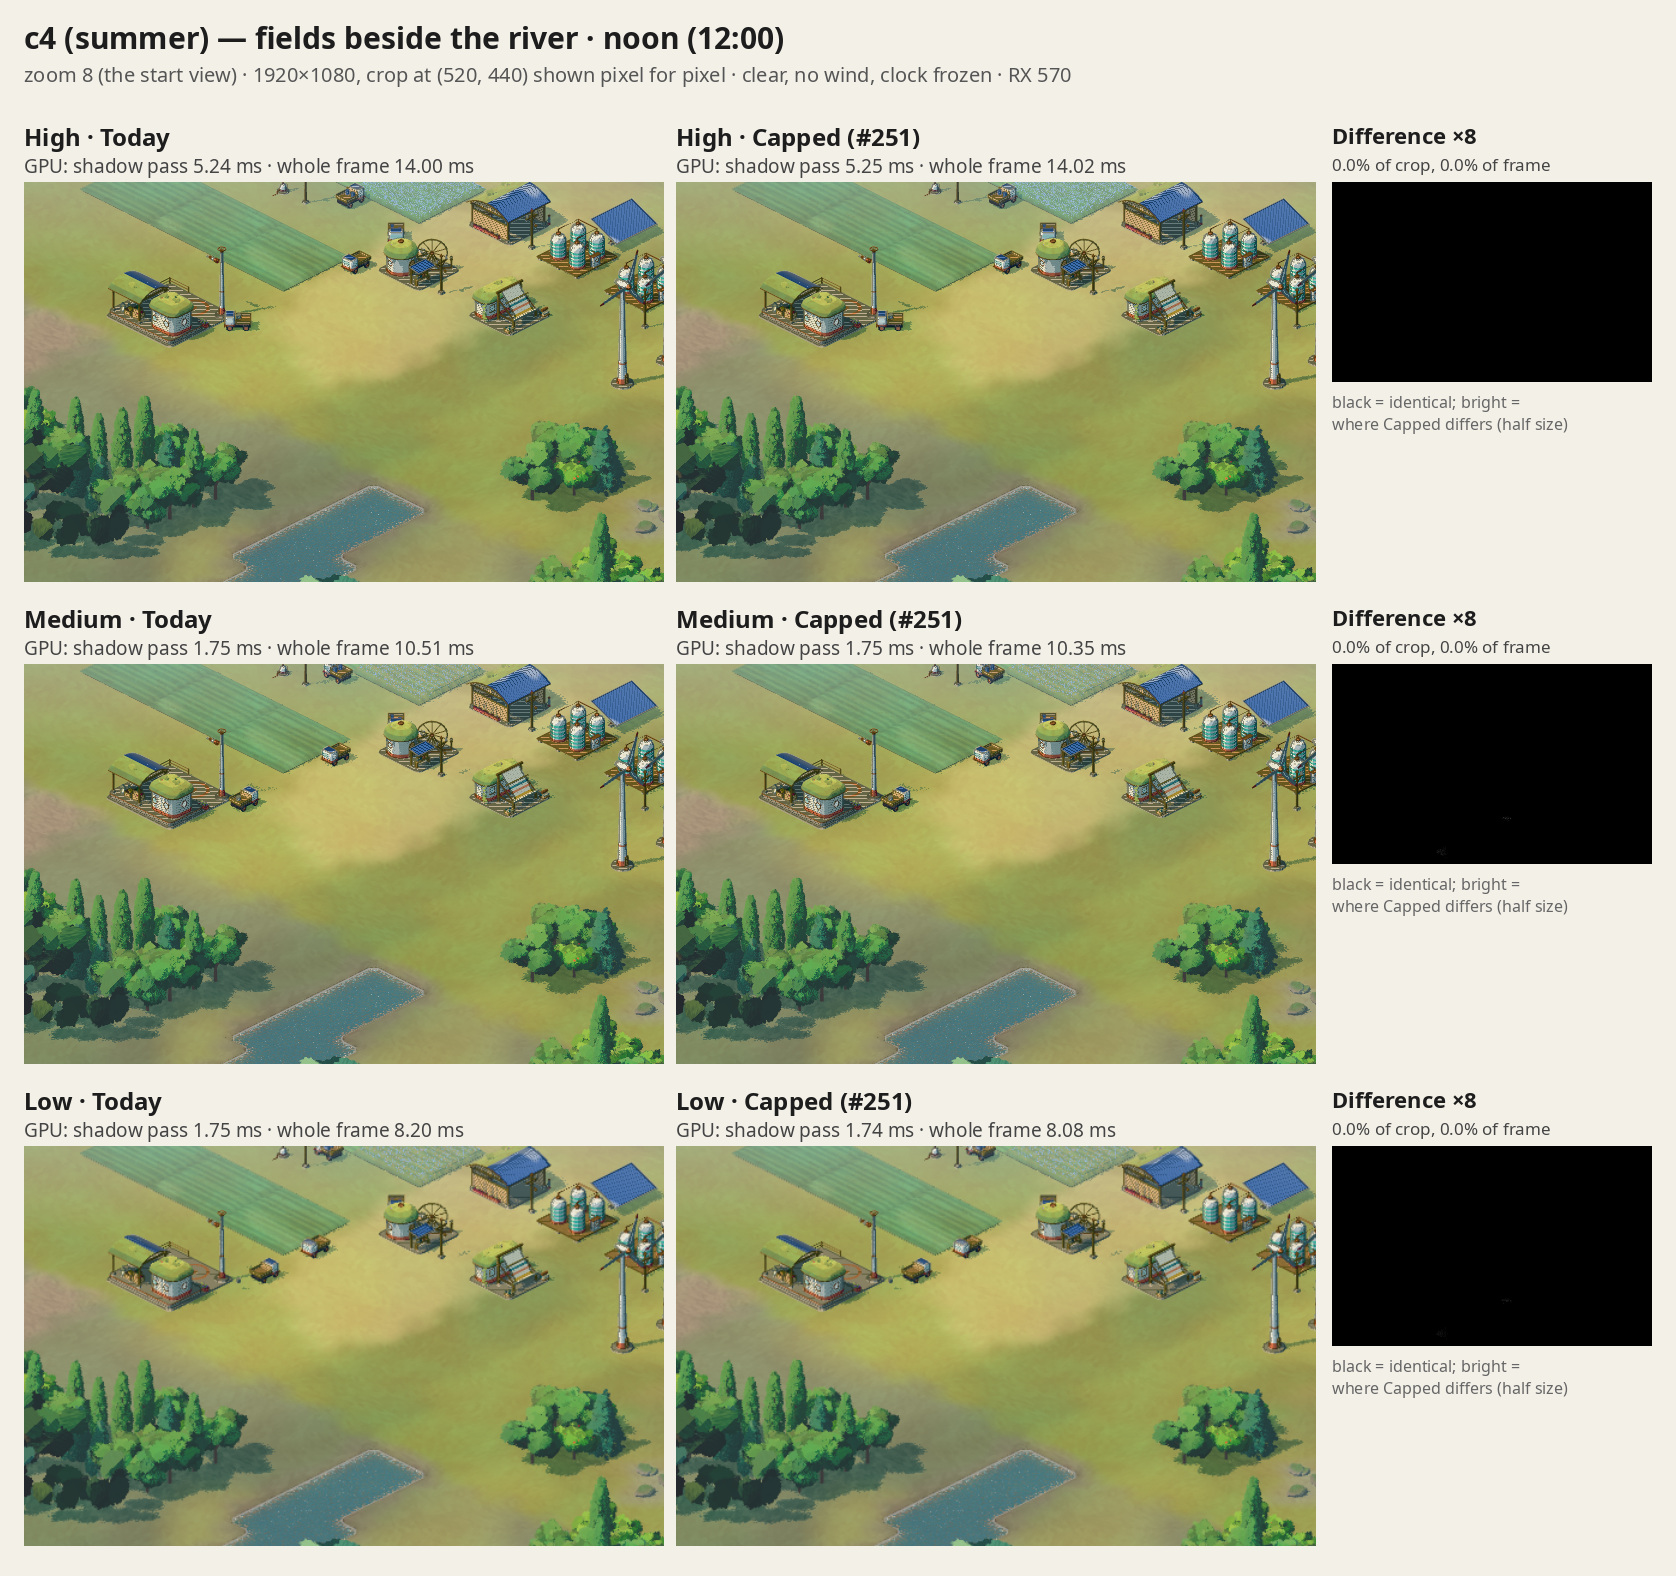 c4 (summer) — fields beside the river · noon (12:00)
zoom 8 (the start view) · 1920×1080, crop at (520, 440) shown pixel for pixel · clear, no wind, clock frozen · RX 570
High · Today
GPU: shadow pass 5.24 ms · whole frame 14.00 ms
High · Capped (#251)
GPU: shadow pass 5.25 ms · whole frame 14.02 ms
Difference ×8
0.0% of crop, 0.0% of frame
black = identical; bright =
where Capped differs (half size)
Medium · Today
GPU: shadow pass 1.75 ms · whole frame 10.51 ms
Medium · Capped (#251)
GPU: shadow pass 1.75 ms · whole frame 10.35 ms
Difference ×8
0.0% of crop, 0.0% of frame
black = identical; bright =
where Capped differs (half size)
Low · Today
GPU: shadow pass 1.75 ms · whole frame 8.20 ms
Low · Capped (#251)
GPU: shadow pass 1.74 ms · whole frame 8.08 ms
Difference ×8
0.0% of crop, 0.0% of frame
black = identical; bright =
where Capped differs (half size)